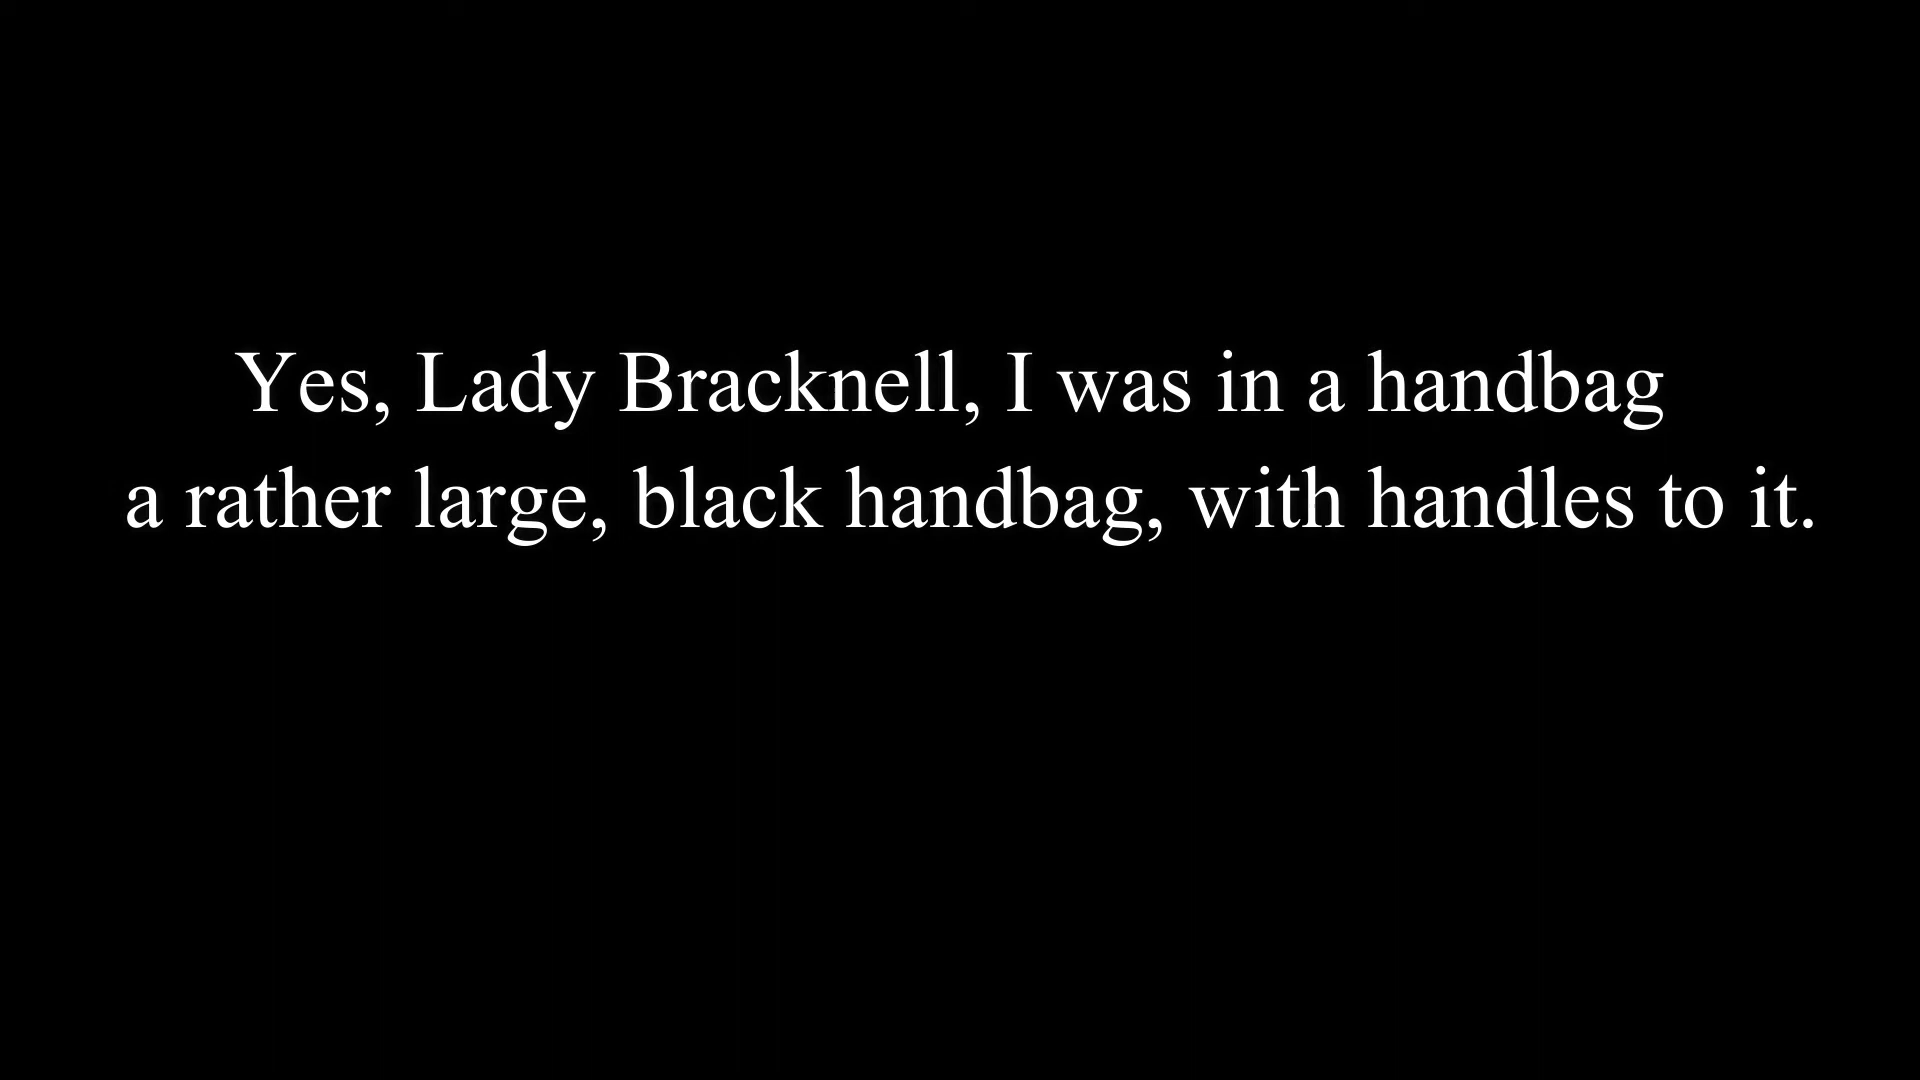 Yes, Lady Bracknell, I was in a handbag
a rather large, black handbag, with handles to it.